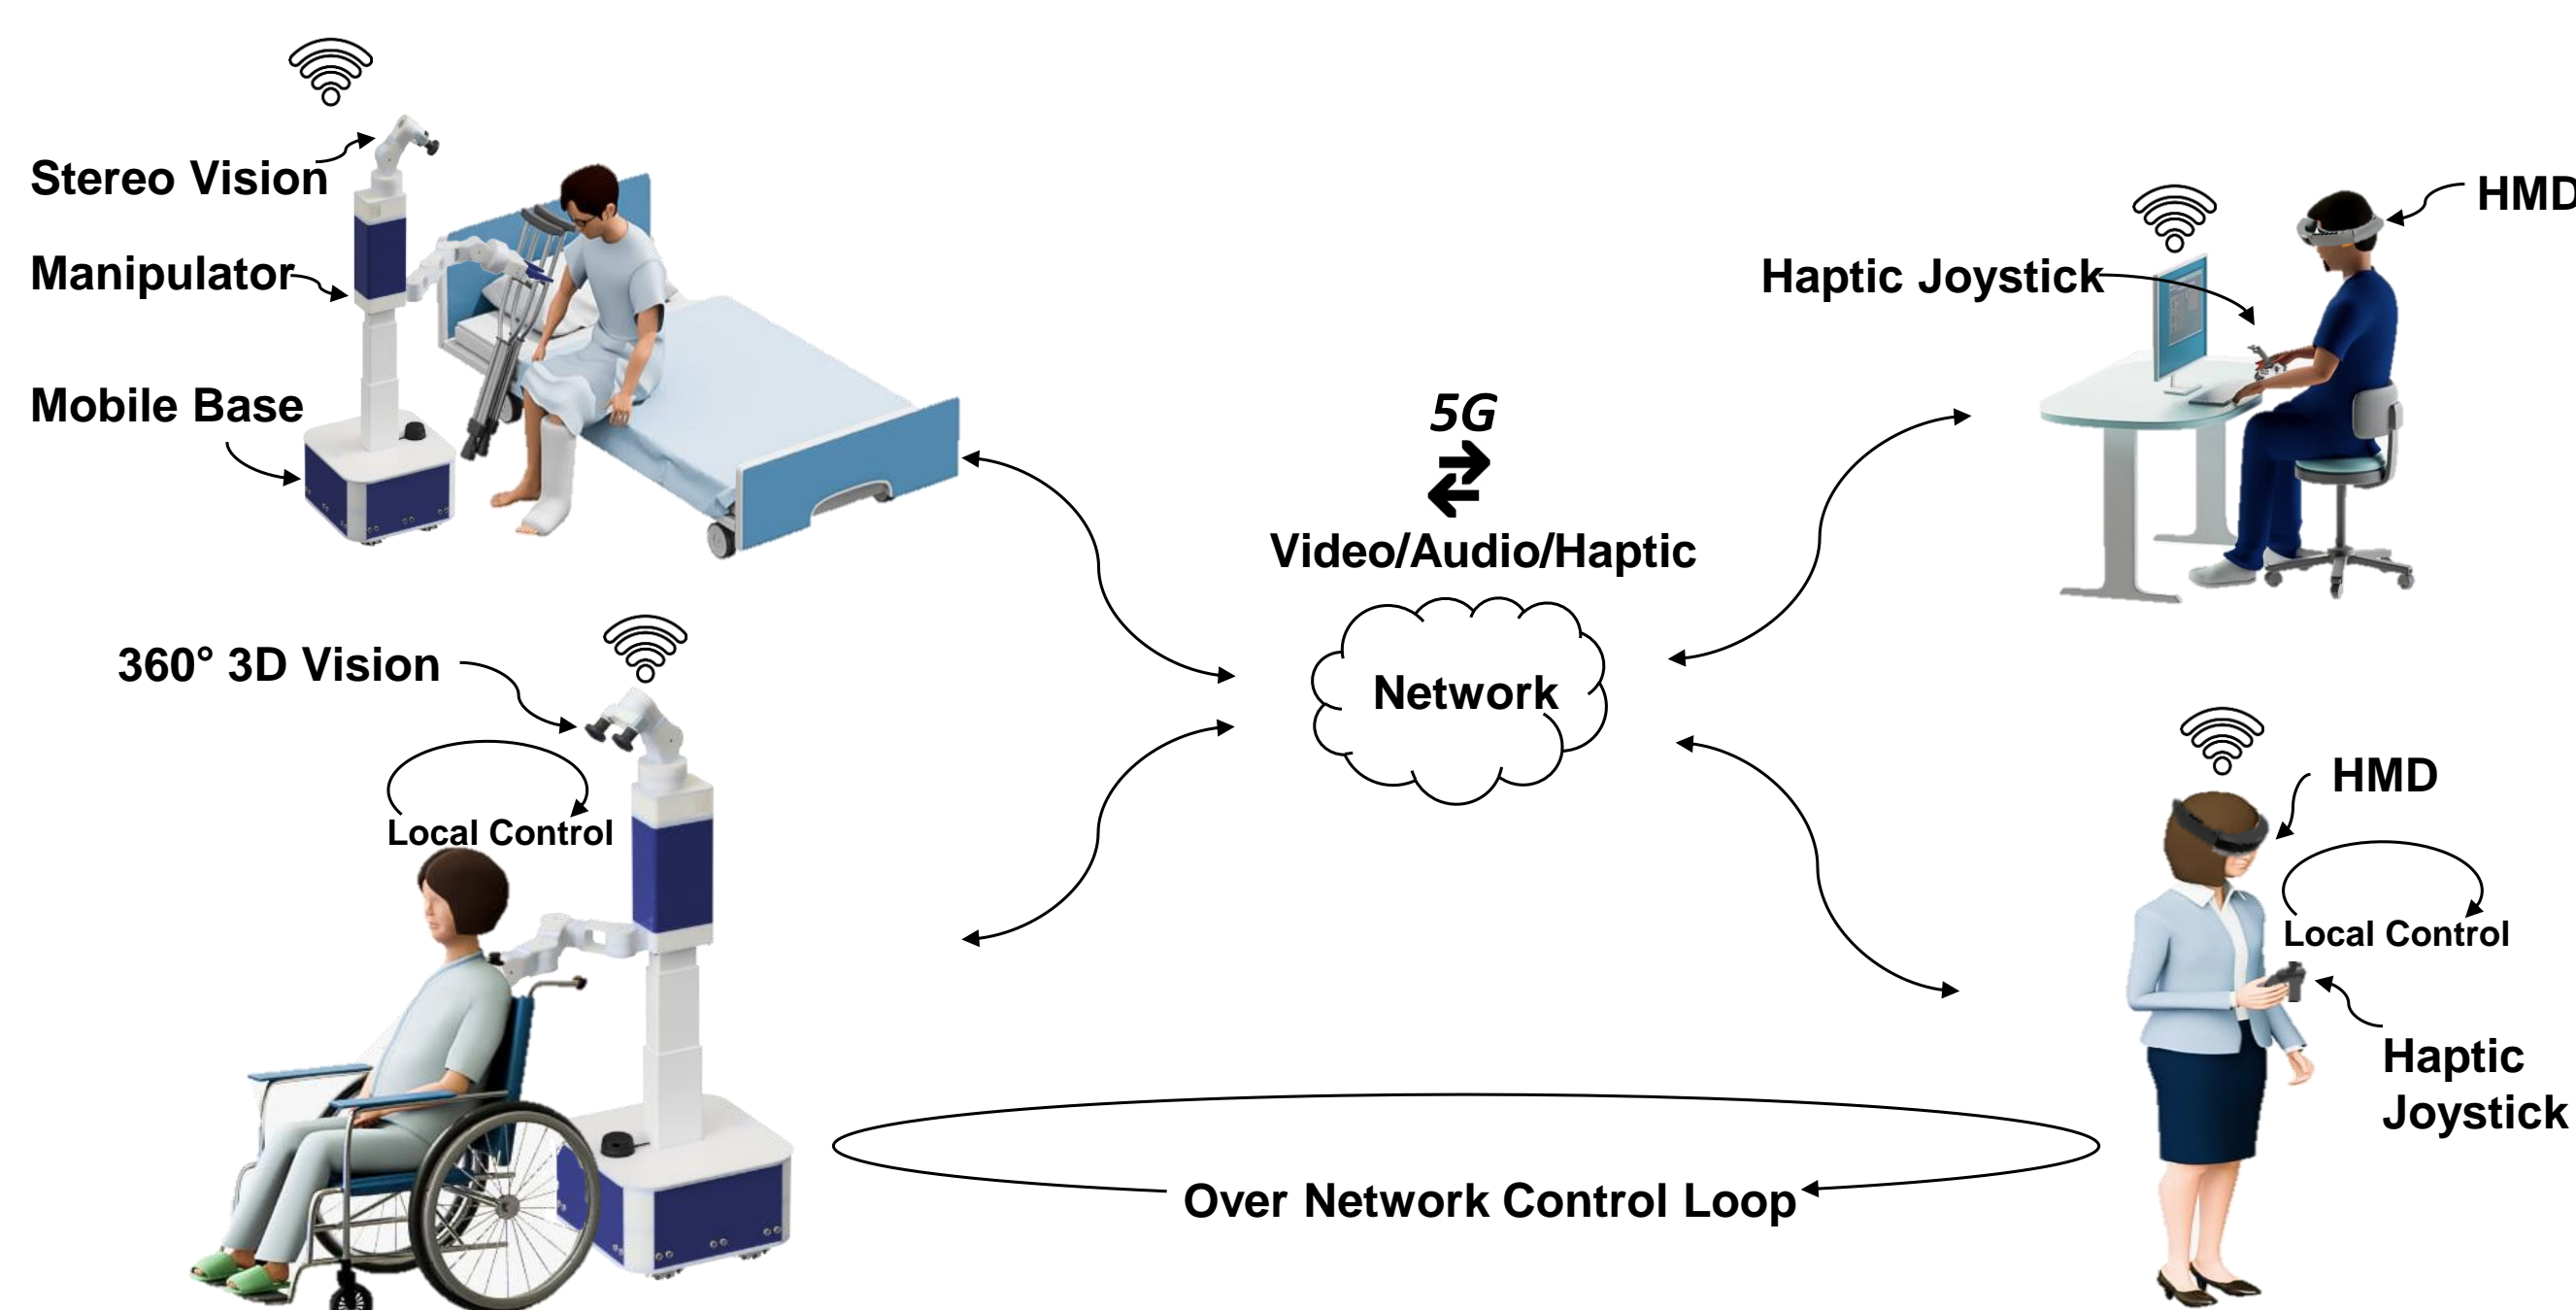 Stereo Vision
Manipulator
Mobile Base
HMD
Haptic Joystick
5G
Video/Audio/Haptic
Network
360° 3D Vision
Local Control
HMD
Local Control
Haptic
Joystick
Over Network Control Loop